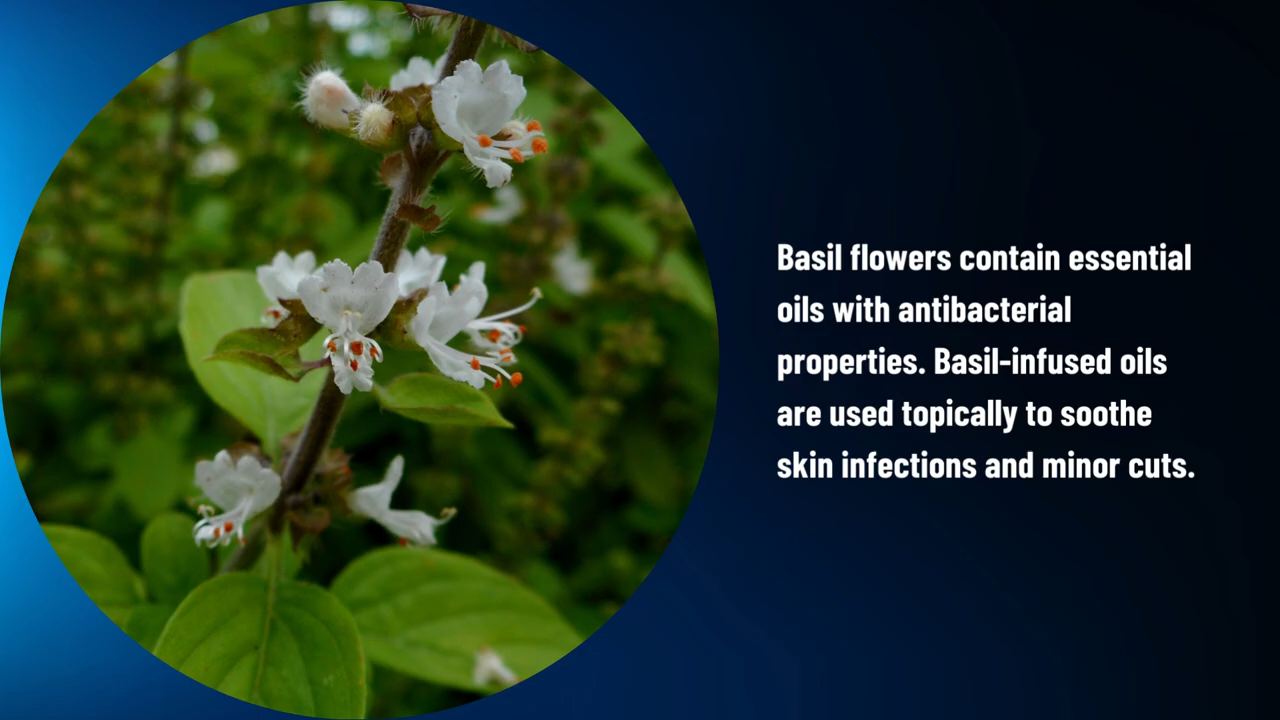 Basil flowers contain essential
oils with antibacterial
properties. Basil-infused oils
are used topically to soothe
skin infections and minor cuts.